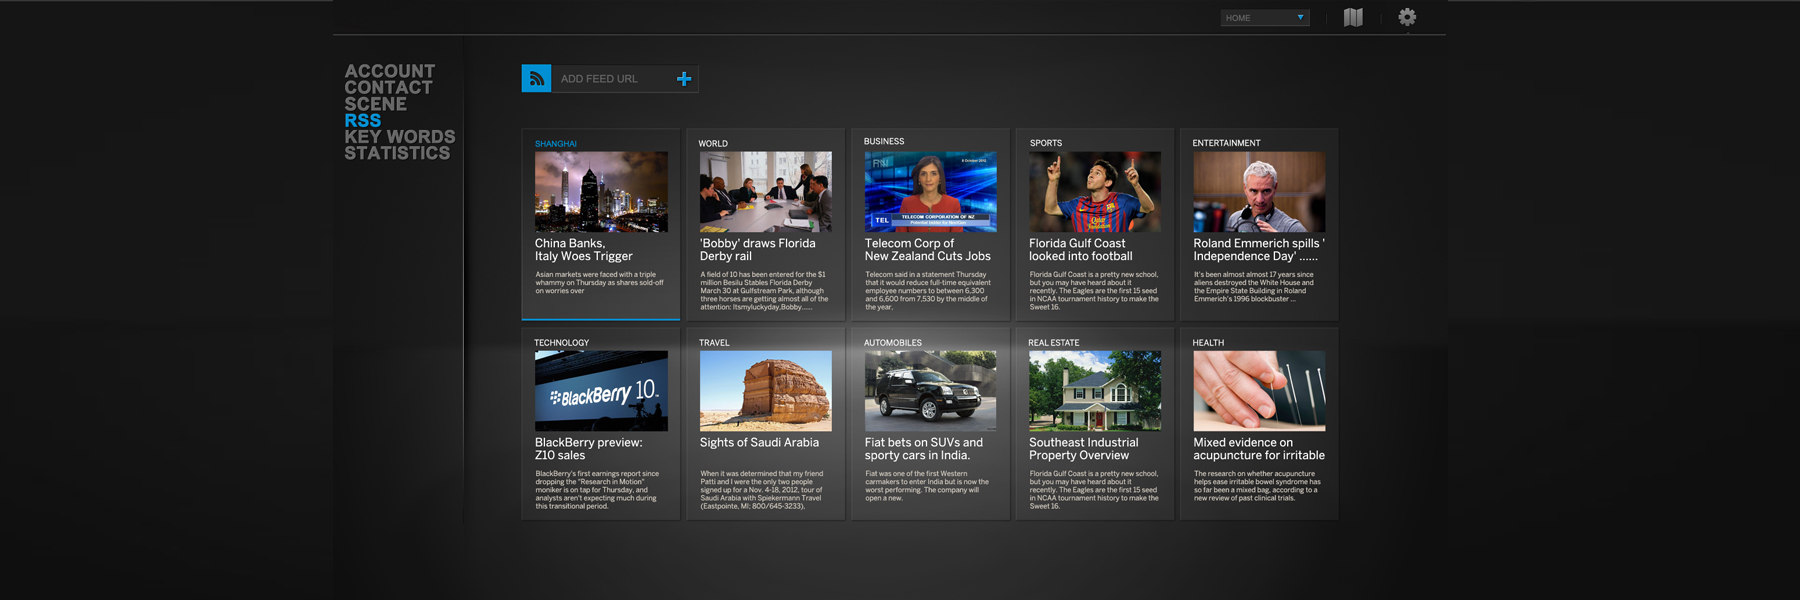 HOME
ACCOUNT
CONTACT
SCENE
RSS
KEY WORDS
STATISTICS
ADD FEED URL
SHANGHAI
China Banks,
Italy Woes Trigger
Asian markets were faced with a triple
whammy on Thursday as shares sold-off
on worries over
WORLD
'Bobby' draws Florida
Derby rail
A field of 10 has been entered for the $1
million Besilu Stables Florida Derby
March 30 at Gulfstream Park, although
three horses are getting almost all of the
attention: Itsmyluckyday,Bobby......
BUSINESS
6 October 2012
TEL
TELECOM CORPORATION OF NZ
Telecom Corp of
New Zealand Cuts Jobs
Telecom said in a statement Thursday
that it would reduce full-time equivalent
employee numbers to between 6,300
and 6,600 from 7,530 by the middle of
the year.
SPORTS
Florida Gulf Coast
looked into football
Florida Gulf Coast is a pretty new school,
but you may have heard about it
recently. The Eagles are the first 15 seed
in NCAA tournament history to make the
Sweet 16.
ENTERTAINMENT
Roland Emmerich spills '
Independence Day' ......
It's been almost almost 17 years since
aliens destroyed the White House and
the Empire State Building in Roland
Emmerich's 1996 blockbuster ...
TECHNOLOGY
BlackBerry 10
BlackBerry preview:
Z10 sales
BlackBerry's first earnings report since
dropping the "Research in Motion"
moniker is on tap for Thursday, and
analysts aren't expecting much during
this transitional period.
TRAVEL
Sights of Saudi Arabia
When it was determined that my friend
Patti and I were the only two people
signed up for a Nov. 4-18, 2012, tour of
Saudi Arabia with Spiekermann Travel
(Eastpointe, MI; 800/645-3233),
AUTOMOBILES
Fiat bets on SUVs and
sporty cars in India.
Fiat was one of the first Western
carmakers to enter India but is now the
worst performing. The company will
open a new.
REAL ESTATE
Southeast Industrial
Property Overview
Florida Gulf Coast is a pretty new school,
but you may have heard about it
recently. The Eagles are the first 15 seed
in NCAA tournament history to make the
Sweet 16.
HEALTH
Mixed evidence on
acupuncture for irritable
The research on whether acupuncture
helps ease irritable bowel syndrome has
so far been a mixed bag, according to a
new review of past clinical trials.